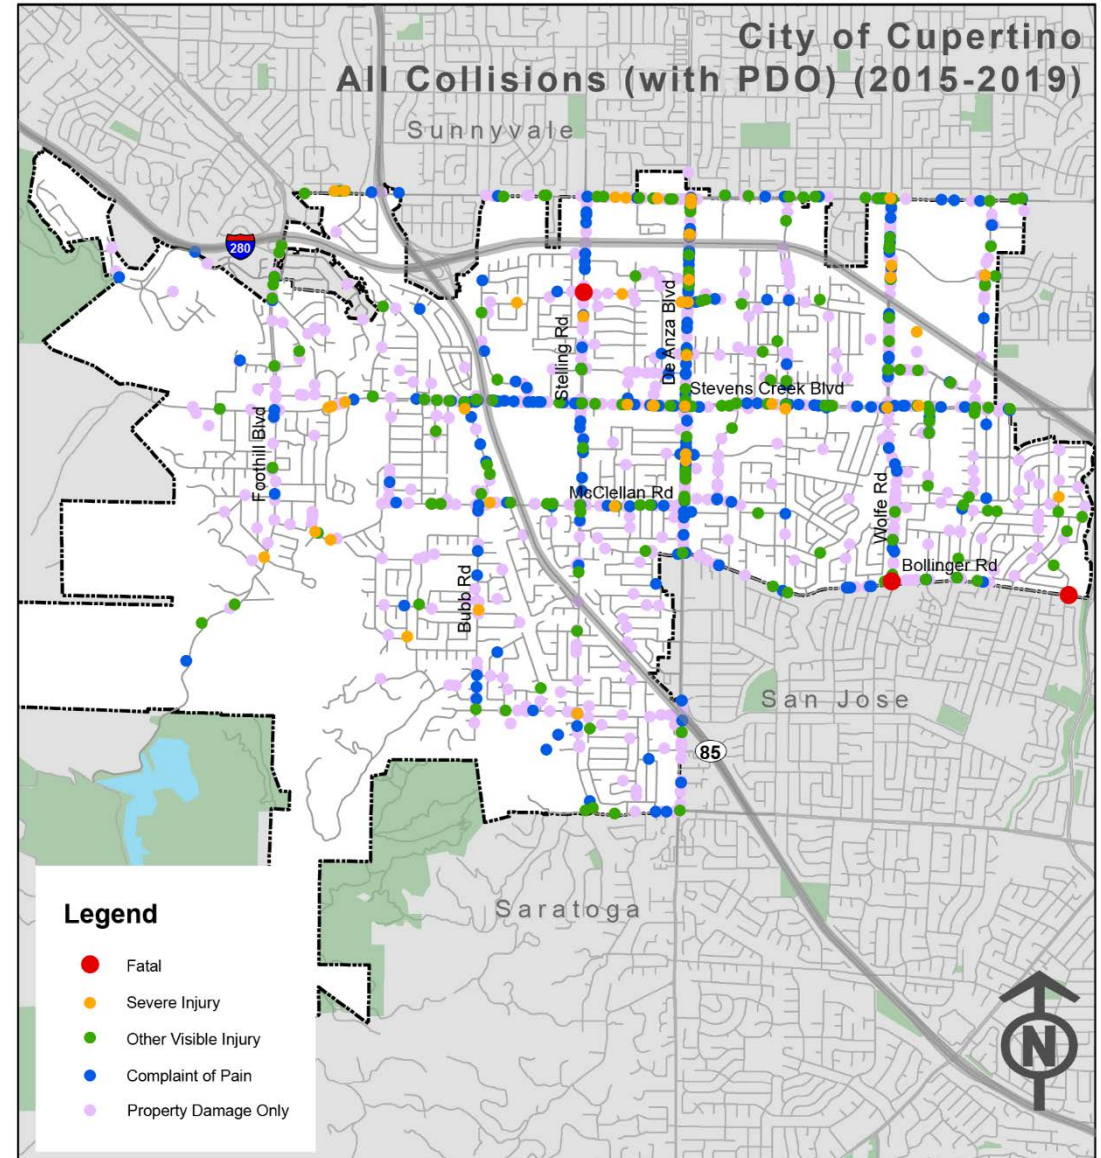 City of Cupertino
All Collisions (with PDO) (2015-2019)
Sunnyvale
280
Stelling Rd
De Anza Blvd
Stevens Creek Blvd
Foothill Blvd
McClellan Rd
Wolfe Rd
Bollinger Rd
Bubb Rd
San Jose
85
Saratoga
Legend
Fatal
Severe Injury
Other Visible Injury
Complaint of Pain
Property Damage Only
N